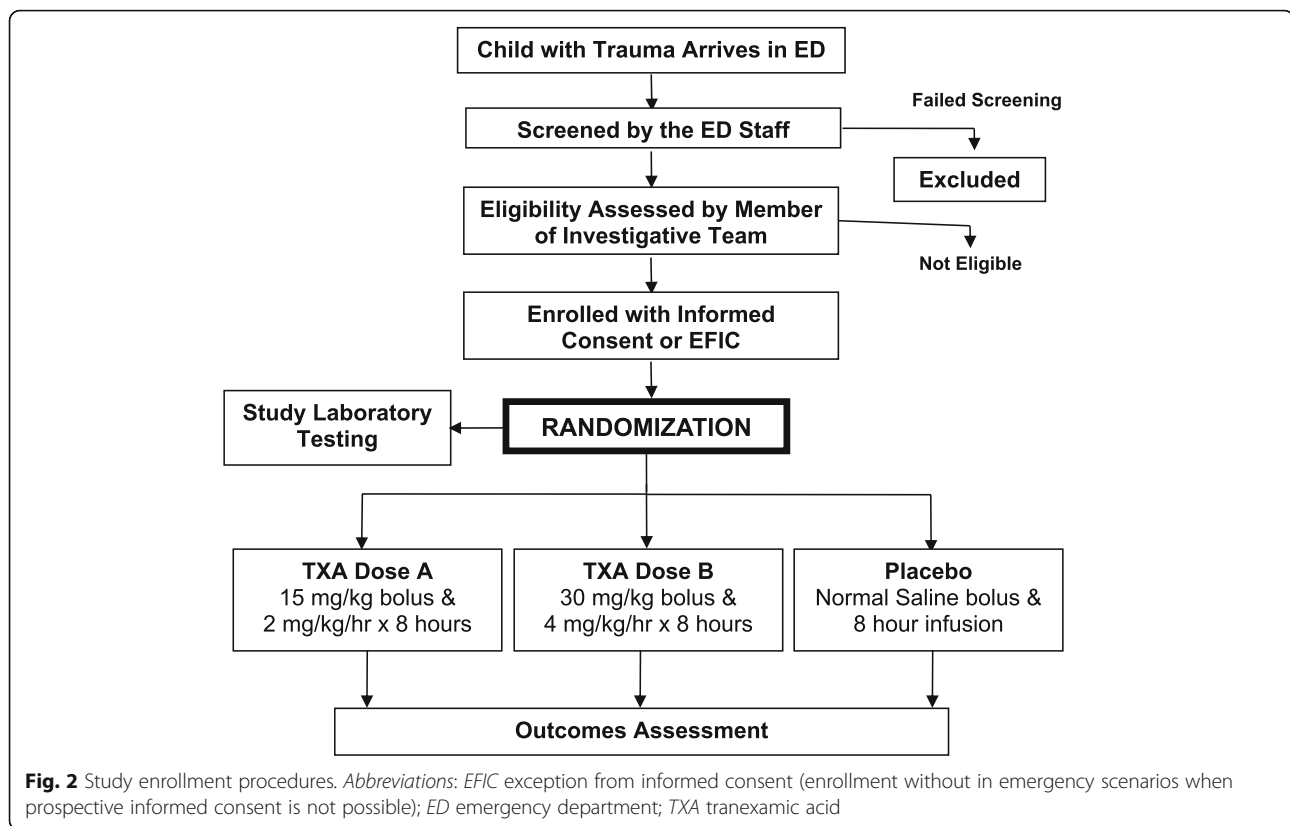 Child with Trauma Arrives in ED
Failed Screening
Screened by the ED Staff
Excluded
Eligibility Assessed by Member
of Investigative Team
Not Eligible
Enrolled with Informed
Consent or EFIC
Study Laboratory
Testing
RANDOMIZATION
TXA Dose A
15 mg/kg bolus &
2 mg/kg/hr x 8 hours
TXA Dose B
30 mg/kg bolus &
4 mg/kg/hr x 8 hours
Placebo
Normal Saline bolus &
8 hour infusion
Outcomes Assessment
Fig. 2 Study enrollment procedures. Abbreviations: EFIC exception from informed consent (enrollment without in emergency scenarios when
prospective informed consent is not possible); ED emergency department; TXA tranexamic acid